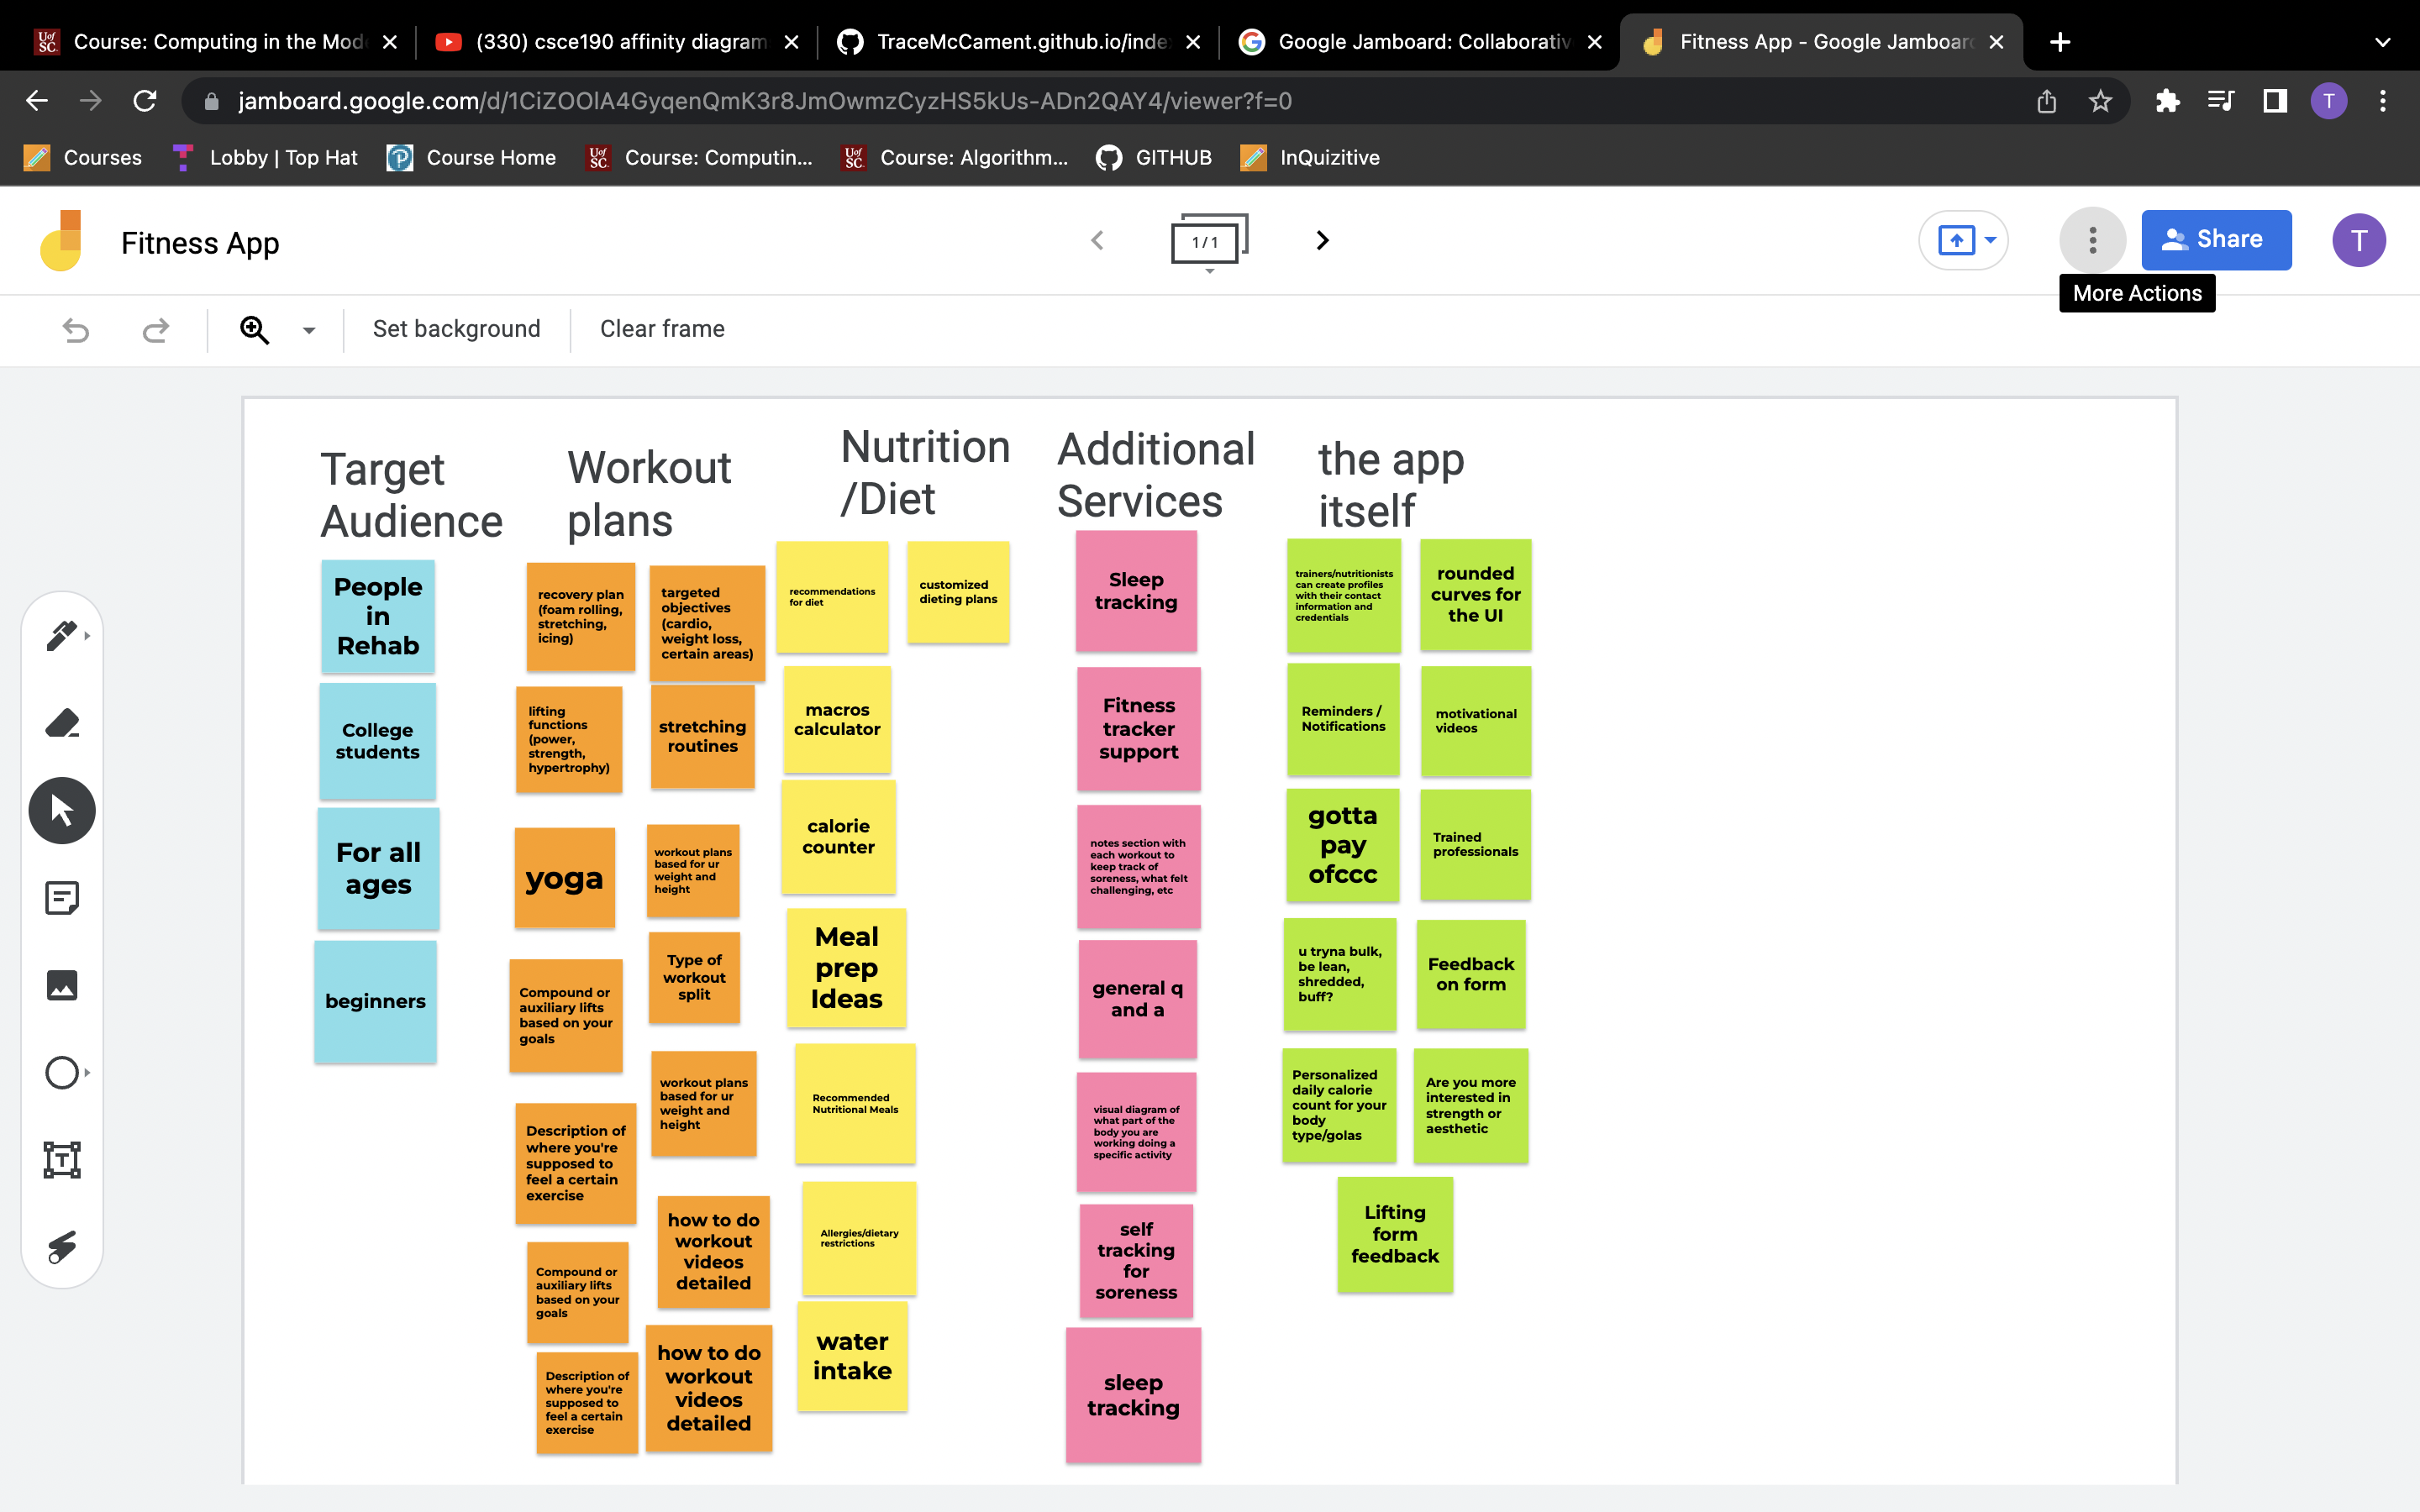 Course: Computing in the Mod
(330) csce190 affinity diagram
TraceMcCament.github.io/inde
Google Jamboard: Collaborativ
Fitness App - Google Jamboar
jamboard.google.com/d/1CiZOOlA4GyqenQmK3r8JmOwmzCyzHS5kUs-ADn2QAY4/viewer?f=0
T
Courses
Lobby | Top Hat
Course Home
UofSC Course: Computin...
UofSC Course: Algorithm...
GITHUB
InQuizitive
Fitness App
1 / 1
Share
T
More Actions
Set background
Clear frame
Target
Audience
People
in
Rehab
College
students
For all
ages
beginners
Workout
plans
recovery plan
(foam rolling,
stretching,
icing)
targeted
objectives
(cardio,
weight loss,
certain areas)
lifting
functions
(power,
strength,
hypertrophy)
stretching
routines
yoga
workout plans
based for ur
weight and
height
Compound or
auxiliary lifts
based on your
goals
Type of
workout
split
Description of
where you're
supposed to
feel a certain
exercise
workout plans
based for ur
weight and
height
Compound or
auxiliary lifts
based on your
goals
how to do
workout
videos
detailed
Description of
where you're
supposed to
feel a certain
exercise
how to do
workout
videos
detailed
Nutrition
/Diet
recommendations
for diet
customized
dieting plans
macros
calculator
calorie
counter
Meal
prep
Ideas
Recommended
Nutritional Meals
Allergies/dietary
restrictions
water
intake
Additional
Services
Sleep
tracking
Fitness
tracker
support
notes section with
each workout to
keep track of
soreness, what felt
challenging, etc
general q
and a
visual diagram of
what part of the
body you are
working doing a
specific activity
self
tracking
for
soreness
sleep
tracking
the app
itself
trainers/nutritionists
can create profiles
with their contact
information and
credentials
rounded
curves for
the UI
Reminders /
Notifications
motivational
videos
gotta
pay
ofccc
Trained
professionals
u tryna bulk,
be lean,
shredded,
buff?
Feedback
on form
Personalized
daily calorie
count for your
body
type/golas
Are you more
interested in
strength or
aesthetic
Lifting
form
feedback